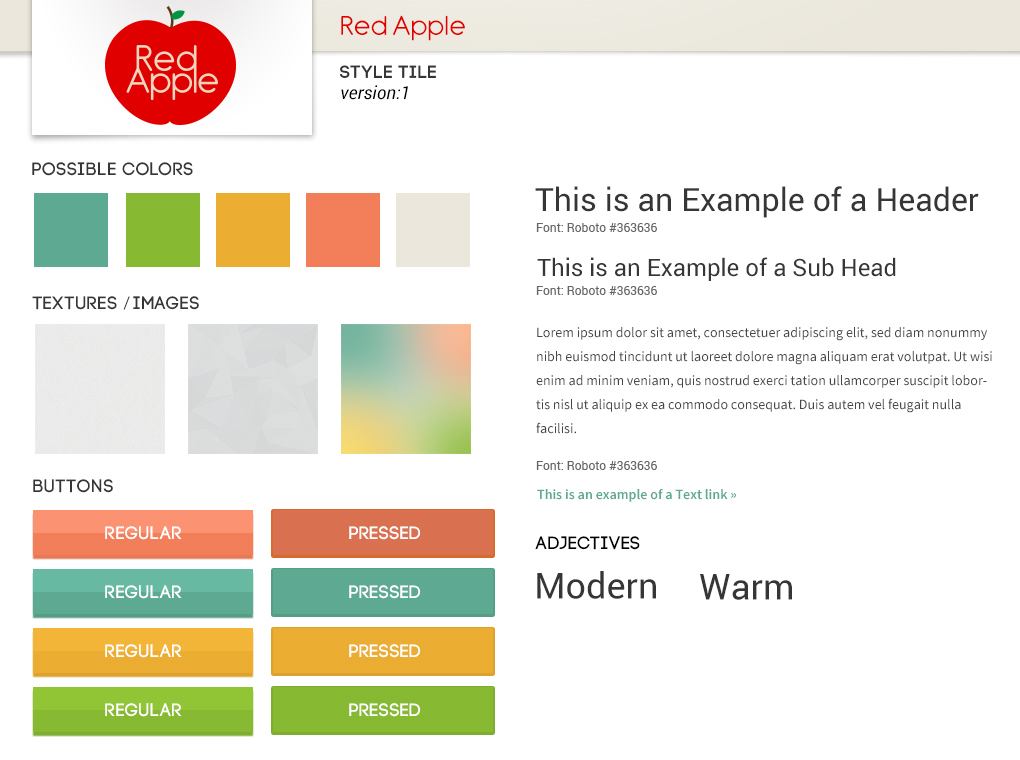 Red
Apple
Red Apple
STYLE TILE
version:1
POSSIBLE COLORS
TEXTURES / IMAGES
BUTTONS
REGULAR
PRESSED
REGULAR
PRESSED
REGULAR
PRESSED
REGULAR
PRESSED
This is an Example of a Header
Font: Roboto #363636
This is an Example of a Sub Head
Font: Roboto #363636
Lorem ipsum dolor sit amet, consectetuer adipiscing elit, sed diam nonummy
nibh euismod tincidunt ut laoreet dolore magna aliquam erat volutpat. Ut wisi
enim ad minim veniam, quis nostrud exerci tation ullamcorper suscipit lobor-
tis nisl ut aliquip ex ea commodo consequat. Duis autem vel feugait nulla
facilisi.
Font: Roboto #363636
This is an example of a Text link »
ADJECTIVES
Modern Warm